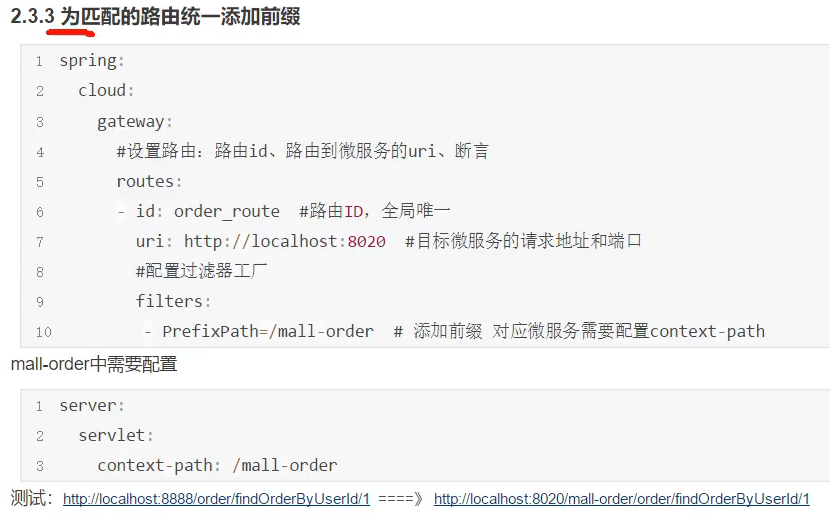 2.3.3 为匹配的路由统一添加前缀
1 spring:
2   cloud:
3     gateway:
4       #设置路由：路由id、路由到微服务的uri、断言
5       routes:
6       - id: order_route  #路由ID，全局唯一
7         uri: http://localhost:8020  #目标微服务的请求地址和端口
8         #配置过滤器工厂
9         filters:
10         - PrefixPath=/mall-order  # 添加前缀 对应微服务需要配置context-path
mall-order中需要配置
1 server:
2   servlet:
3     context-path: /mall-order
测试：http://localhost:8888/order/findOrderByUserId/1 ====》 http://localhost:8020/mall-order/order/findOrderByUserId/1